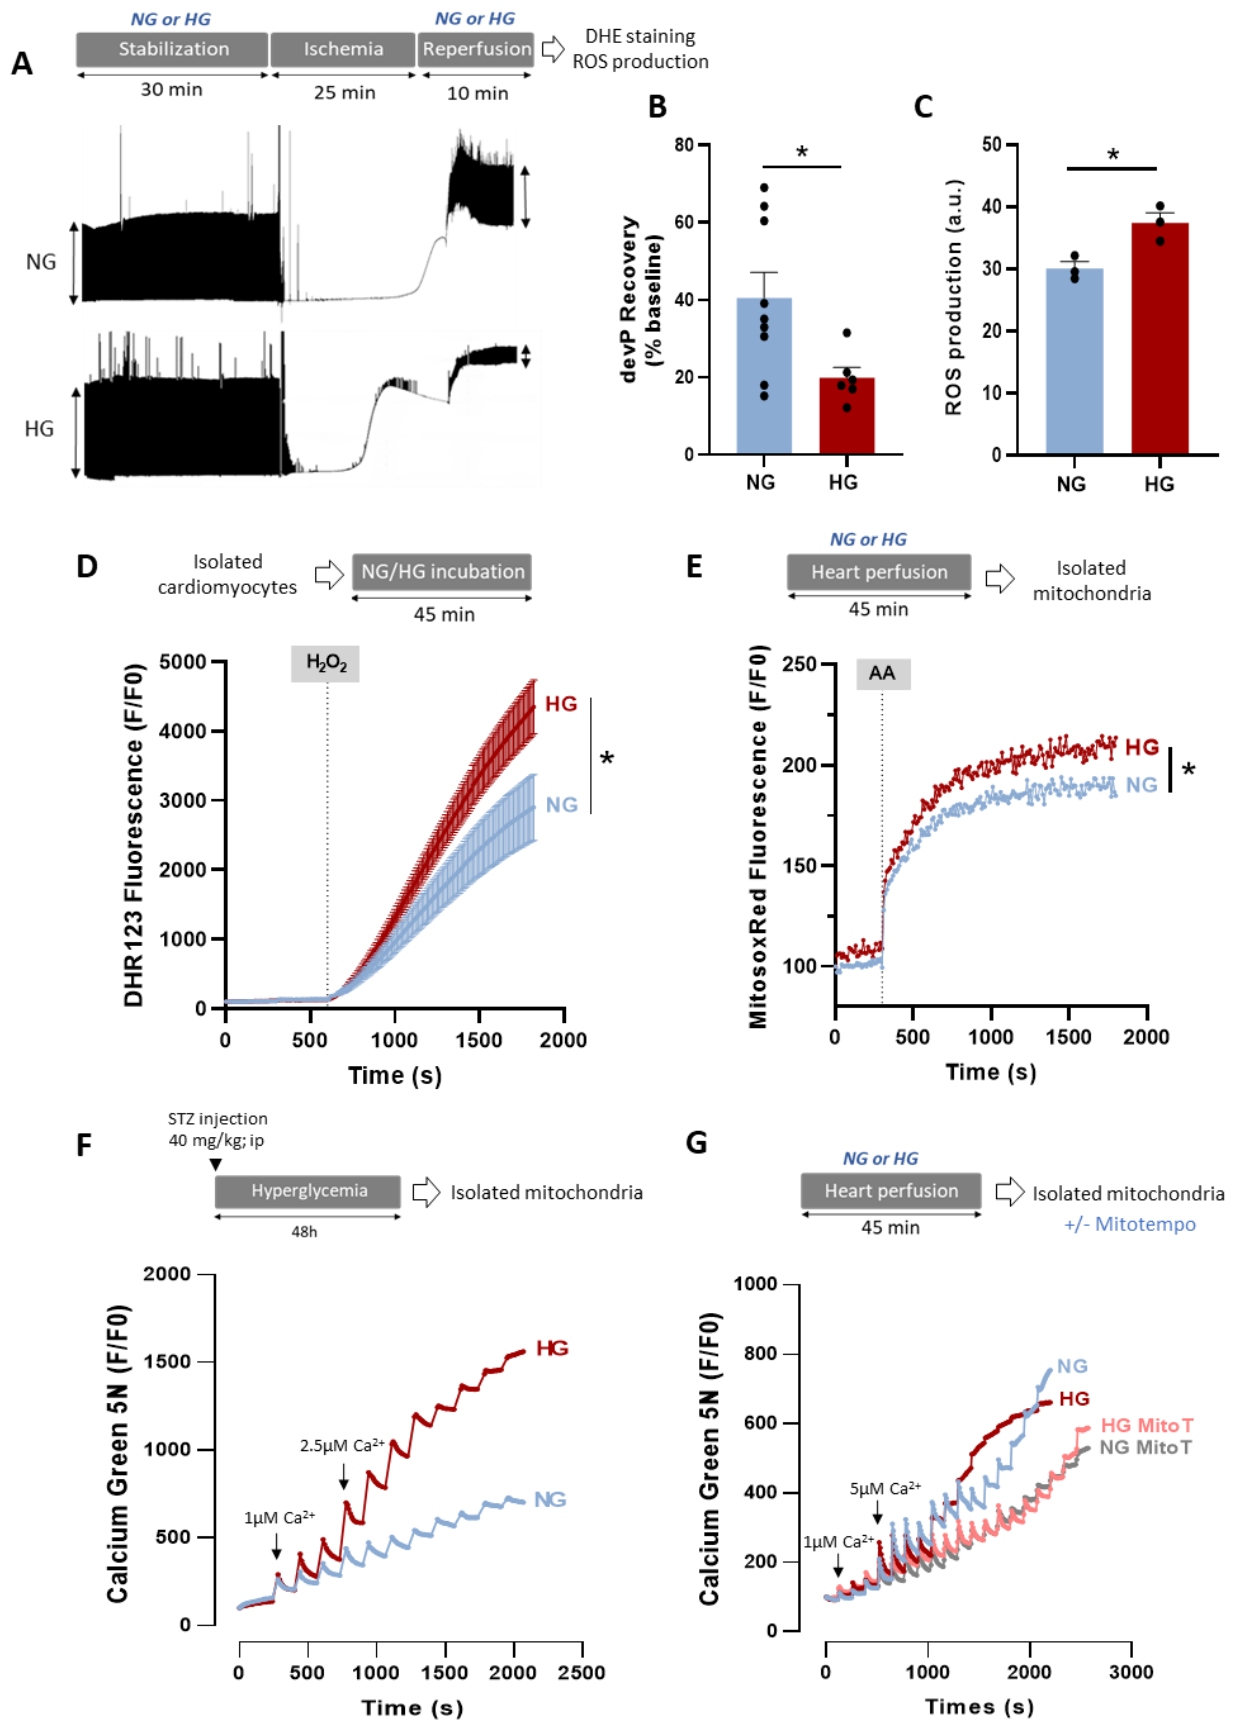 NG or HG
NG or HG
A
Stabilization
Ischemia
Reperfusion
DHE staining
ROS production
30 min
25 min
10 min
NG
HG
B
devP Recovery
(% baseline)
80
60
40
20
0
*
NG
HG
C
ROS production (a.u.)
50
40
30
20
10
0
*
NG
HG
D
Isolated
cardiomyocytes
NG/HG incubation
45 min
DHR123 Fluorescence (F/F0)
5000
4000
3000
2000
1000
0
H₂O₂
HG
NG
*
0
500
1000
1500
2000
Time (s)
E
NG or HG
Heart perfusion
45 min
Isolated
mitochondria
MitosoxRed Fluorescence (F/F0)
250
200
150
100
AA
HG
NG
*
0
500
1000
1500
2000
Time (s)
F
STZ injection
40 mg/kg; ip
Hyperglycemia
48h
Isolated mitochondria
Calcium Green 5N (F/F0)
2000
1500
1000
500
0
1µM Ca²⁺
2.5µM Ca²⁺
HG
NG
0
500
1000
1500
2000
2500
Time (s)
G
NG or HG
Heart perfusion
45 min
Isolated mitochondria
+/- Mitotempo
Calcium Green 5N (F/F0)
1000
800
600
400
200
0
1µM Ca²⁺
5µM Ca²⁺
NG
HG
HG MitoT
NG MitoT
0
1000
2000
3000
Times (s)